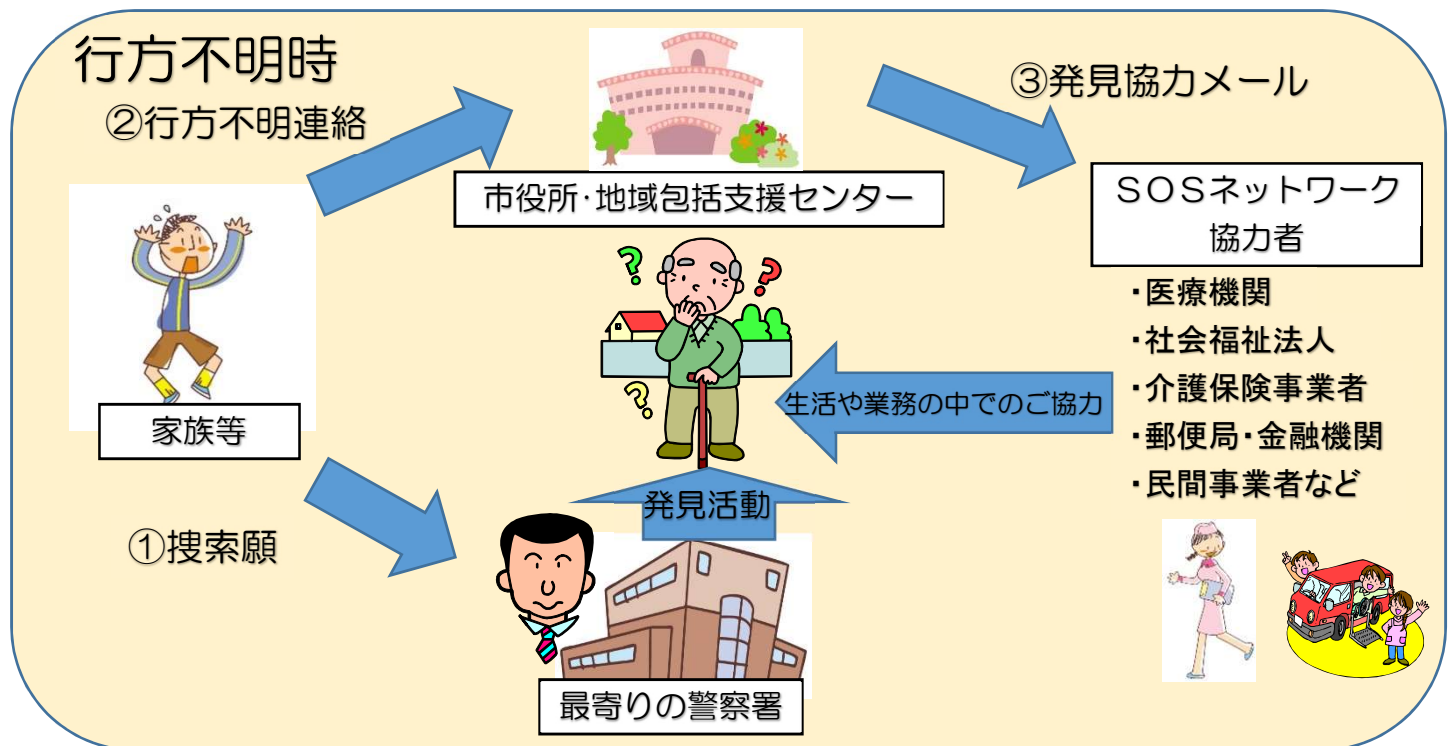 行方不明時
②行方不明連絡
③発見協力メール
市役所・地域包括支援センター
SOSネットワーク
協力者
・医療機関
・社会福祉法人
・介護保険事業者
・郵便局・金融機関
・民間事業者など
家族等
生活や業務の中でのご協力
発見活動
①捜索願
最寄りの警察署